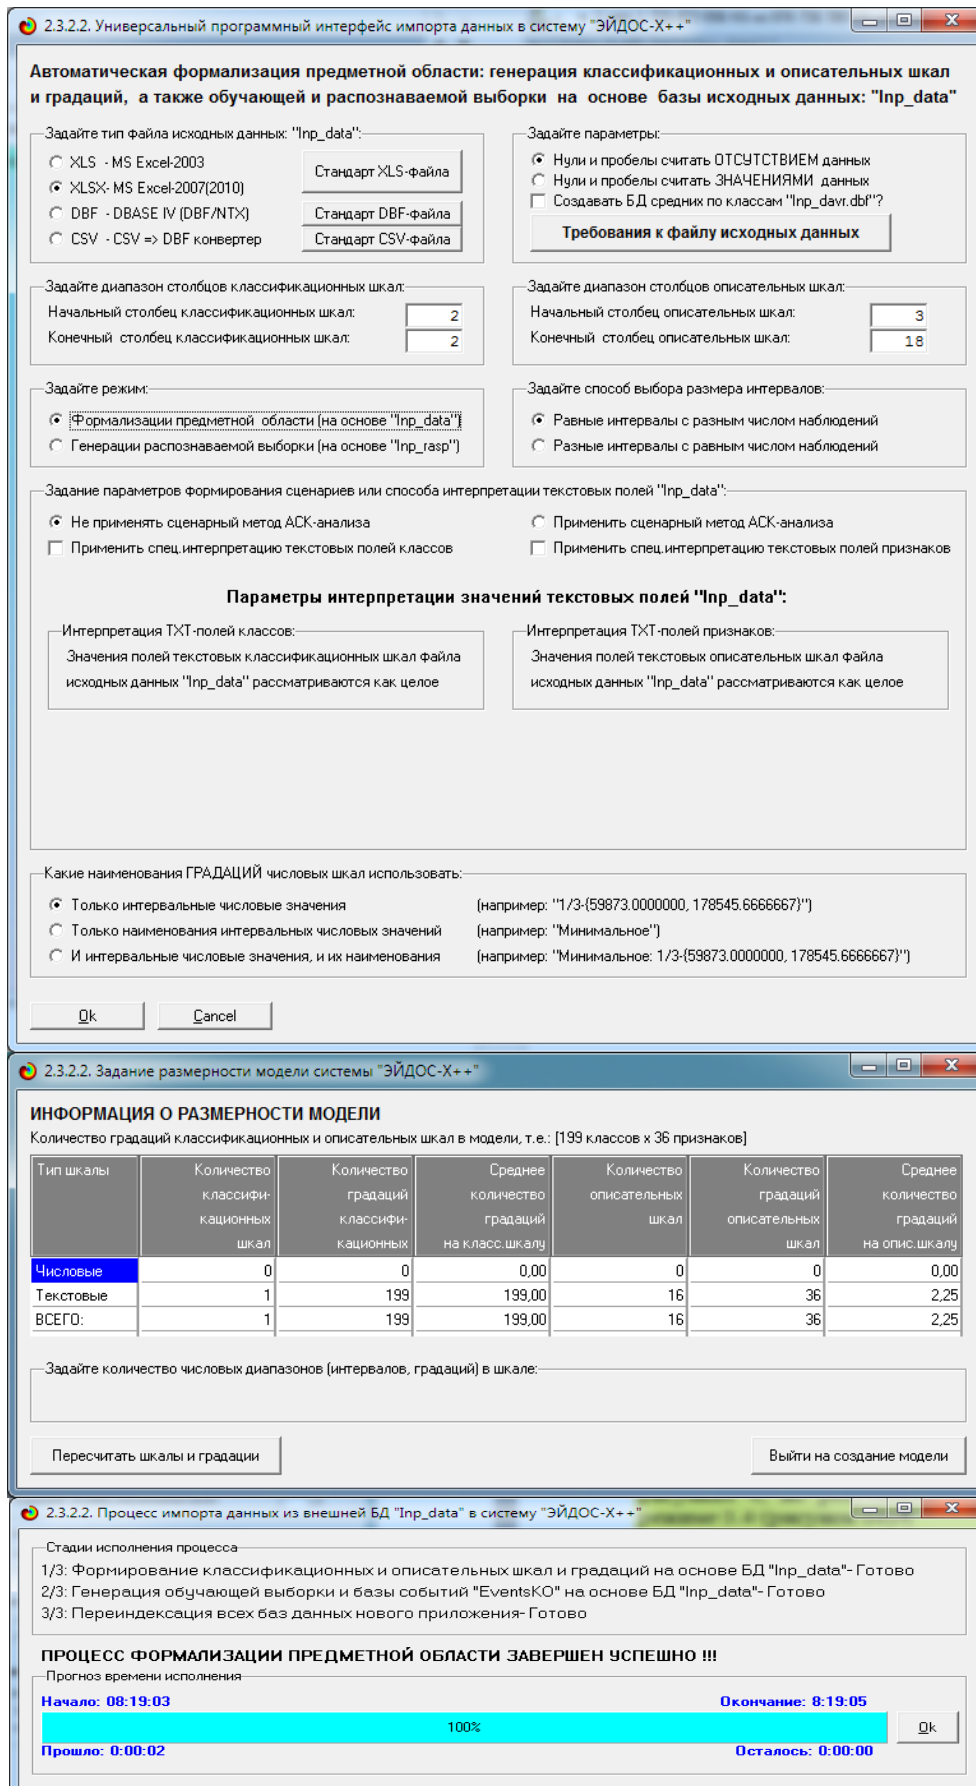 2.3.2.2. Универсальный программный интерфейс импорта данных в систему "ЭЙДОС-X++"
Автоматическая формализация предметной области: генерация классификационных и описательных шкал
и градаций, а также обучающей и распознаваемой выборки на основе базы исходных данных: "Inp_data"
Задайте тип файла исходных данных: "Inp_data":
XLS - MS Excel-2003
XLSX- MS Excel-2007(2010)
DBF - DBASE IV (DBF/NTX)
CSV - CSV => DBF конвертер
Стандарт XLS-файла
Стандарт DBF-файла
Стандарт CSV-файла
Задайте параметры:
Нули и пробелы считать ОТСУТСТВИЕМ данных
Нули и пробелы считать ЗНАЧЕНИЯМИ данных
Создавать БД средних по классам "Inp_davr.dbf"?
Требования к файлу исходных данных
Задайте диапазон столбцов классификационных шкал:
Начальный столбец классификационных шкал: 2
Конечный столбец классификационных шкал: 2
Задайте диапазон столбцов описательных шкал:
Начальный столбец описательных шкал: 3
Конечный столбец описательных шкал: 18
Задайте режим:
Формализации предметной области (на основе "Inp_data")
Генерации распознаваемой выборки (на основе "Inp_rasp")
Задайте способ выбора размера интервалов:
Равные интервалы с разным числом наблюдений
Разные интервалы с равным числом наблюдений
Задание параметров формирования сценариев или способа интерпретации текстовых полей "Inp_data":
Не применять сценарный метод АСК-анализа
Применить сценарный метод АСК-анализа
Применить спец.интерпретацию текстовых полей классов
Применить спец.интерпретацию текстовых полей признаков
Параметры интерпретации значений текстовых полей "Inp_data":
Интерпретация TXT-полей классов:
Значения полей текстовых классификационных шкал файла
исходных данных "Inp_data" рассматриваются как целое
Интерпретация TXT-полей признаков:
Значения полей текстовых описательных шкал файла
исходных данных "Inp_data" рассматриваются как целое
Какие наименования ГРАДАЦИЙ числовых шкал использовать:
Только интервальные числовые значения (например: "1/3-{59873.0000000, 178545.6666667}")
Только наименования интервальных числовых значений (например: "Минимальное")
И интервальные числовые значения, и их наименования (например: "Минимальное: 1/3-{59873.0000000, 178545.6666667}")
Ok Cancel
2.3.2.2. Задание размерности модели системы "ЭЙДОС-X++"
ИНФОРМАЦИЯ О РАЗМЕРНОСТИ МОДЕЛИ
Количество градаций классификационных и описательных шкал в модели, т.е.: [199 классов x 36 признаков]
Тип шкалы Количество Количество Среднее Количество Количество Среднее
классифи- градаций количество описательных градаций количество
кационных классифи- градаций шкал описательных градаций
шкал кационных на класс.шкалу шкал на опис.шкалу
Числовые 0 0 0,00 0 0 0,00
Текстовые 1 199 199,00 16 36 2,25
ВСЕГО: 1 199 199,00 16 36 2,25
Задайте количество числовых диапазонов (интервалов, градаций) в шкале:
Пересчитать шкалы и градации Выйти на создание модели
2.3.2.2. Процесс импорта данных из внешней БД "Inp_data" в систему "ЭЙДОС-X++"
Стадии исполнения процесса
1/3: Формирование классификационных и описательных шкал и градаций на основе БД "Inp_data"- Готово
2/3: Генерация обучающей выборки и базы событий "EventsKO" на основе БД "Inp_data"- Готово
3/3: Переиндексация всех баз данных нового приложения- Готово
ПРОЦЕСС ФОРМАЛИЗАЦИИ ПРЕДМЕТНОЙ ОБЛАСТИ ЗАВЕРШЕН УСПЕШНО !!!
Прогноз времени исполнения
Начало: 08:19:03 Окончание: 8:19:05
100% Ok
Прошло: 0:00:02 Осталось: 0:00:00